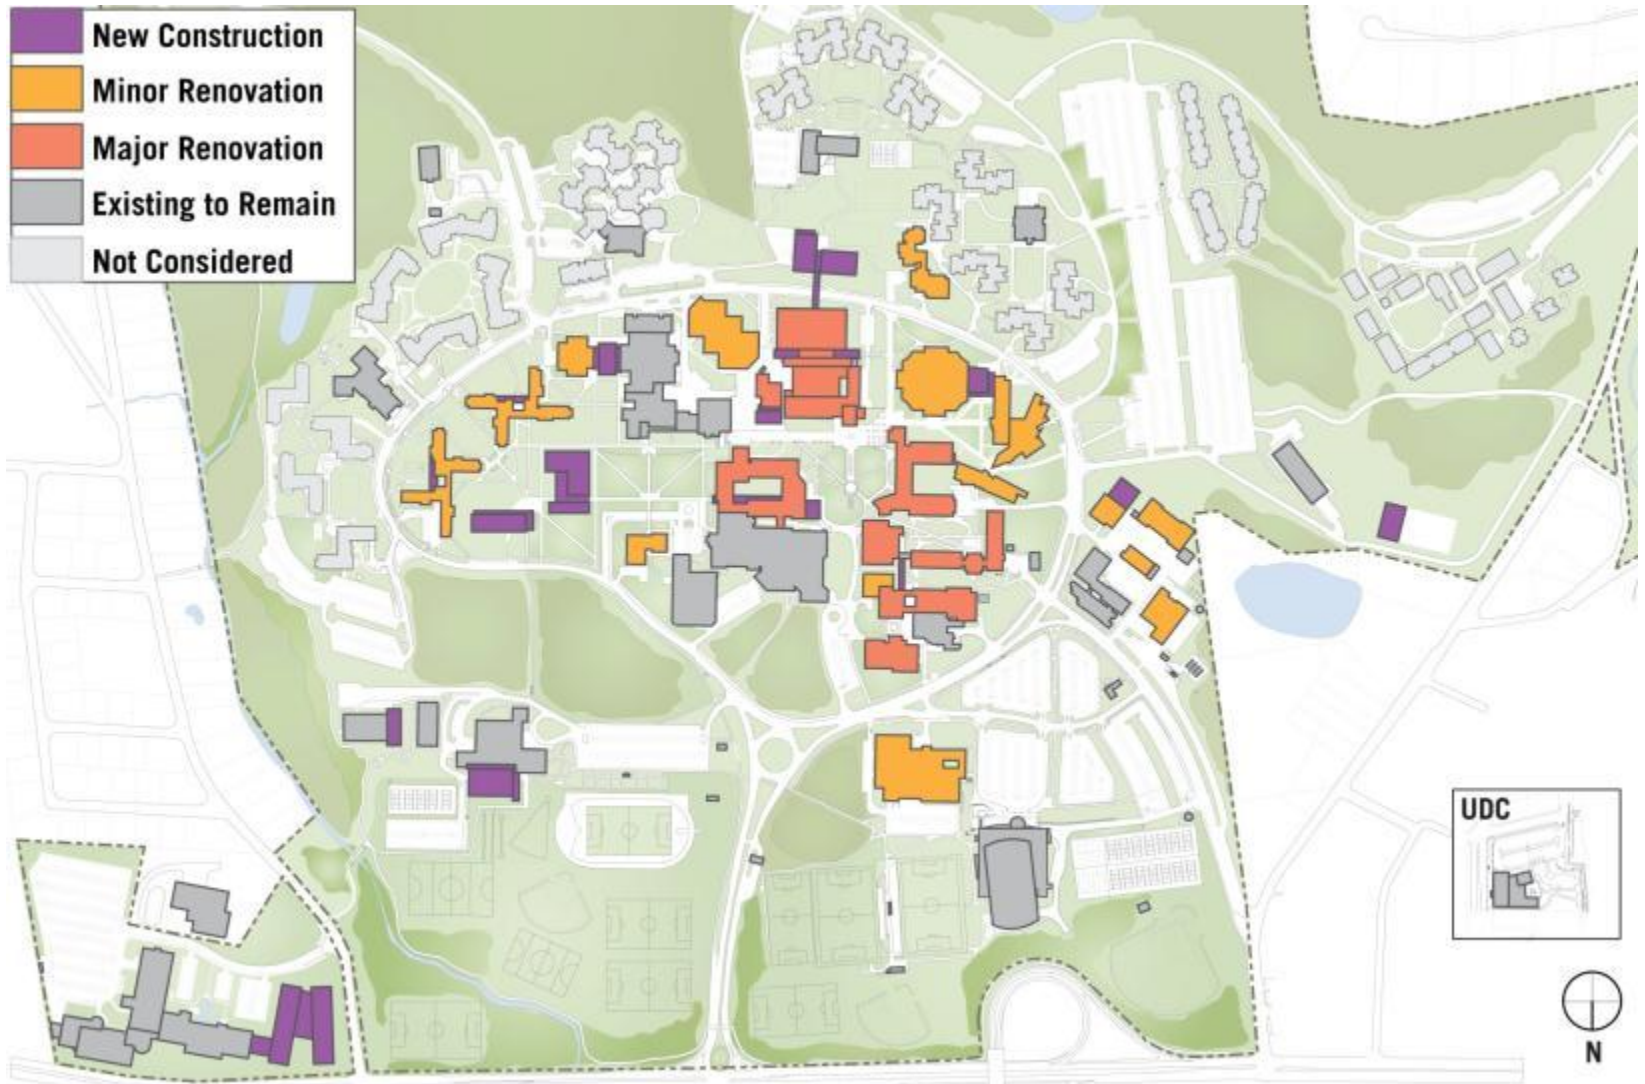 New Construction
Minor Renovation
Major Renovation
Existing to Remain
Not Considered
UDC
N